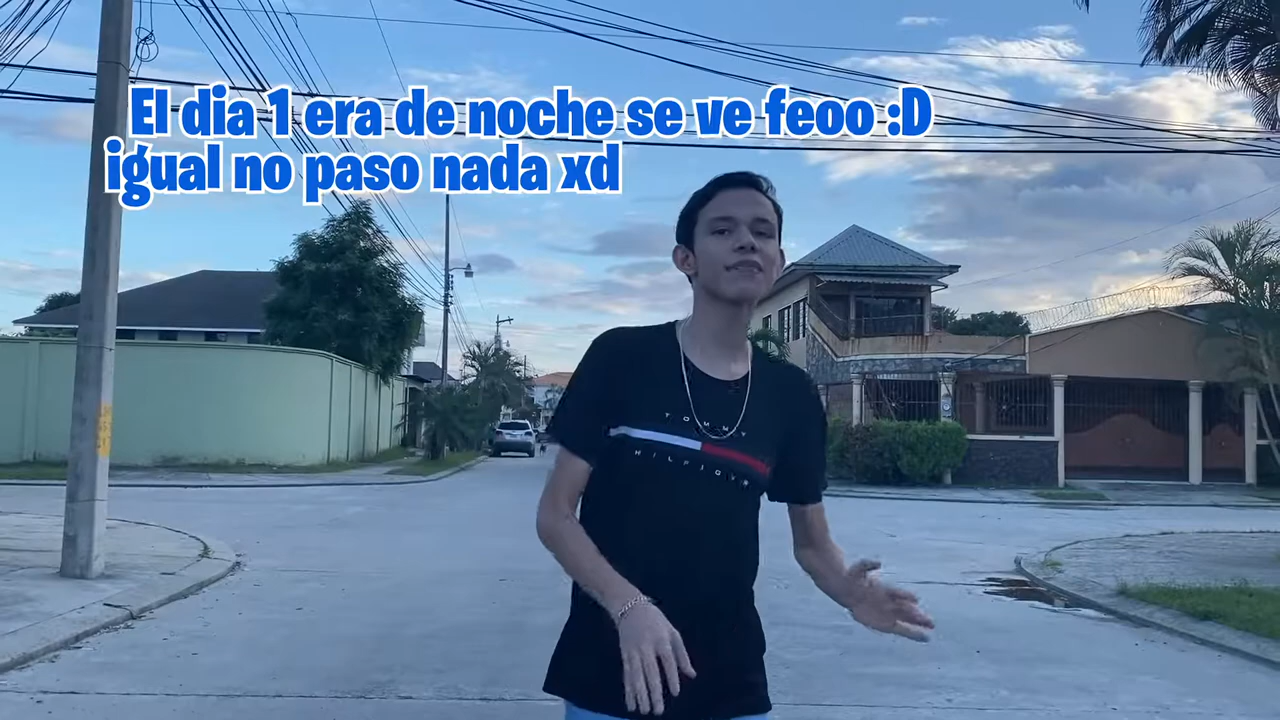 El dia 1 era de noche se ve feoo :D
igual no paso nada xd
TOMMY
HILFIGER